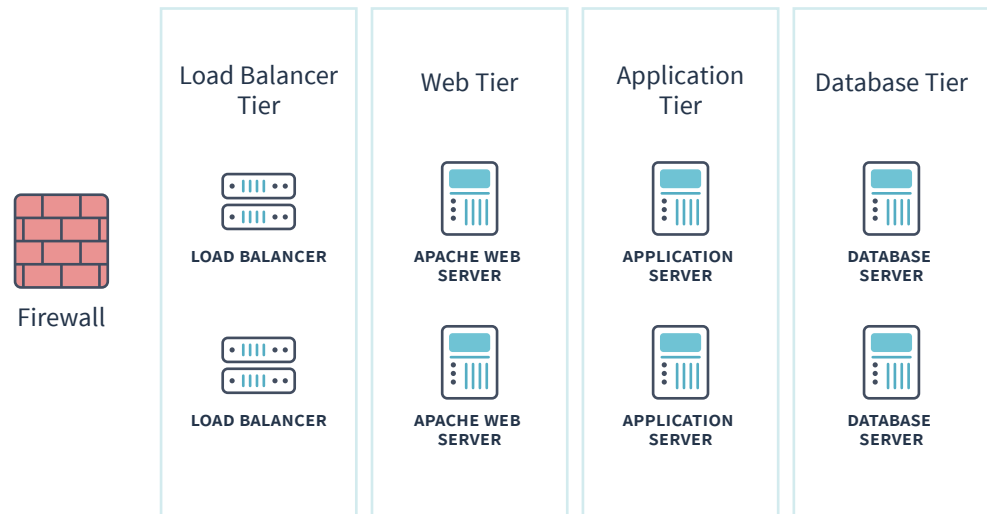 Load Balancer
Tier
Web Tier
Application
Tier
Database Tier
Firewall
LOAD BALANCER
APACHE WEB
SERVER
APPLICATION
SERVER
DATABASE
SERVER
LOAD BALANCER
APACHE WEB
SERVER
APPLICATION
SERVER
DATABASE
SERVER